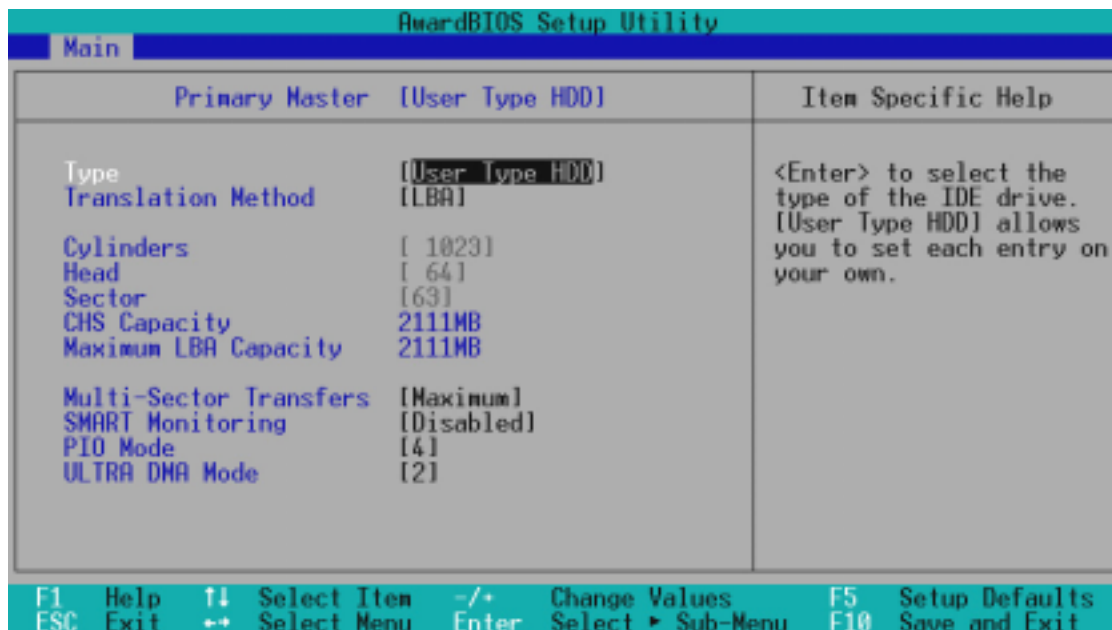 AwardBIOS Setup Utility
Main
Primary Master [User Type HDD] Item Specific Help
Type [User Type HDD] <Enter> to select the
Translation Method [LBA] type of the IDE drive.
[User Type HDD] allows
Cylinders [ 1023] you to set each entry on
Head [ 64] your own.
Sector [63]
CHS Capacity 2111MB
Maximum LBA Capacity 2111MB
Multi-Sector Transfers [Maximum]
SMART Monitoring [Disabled]
PIO Mode [4]
ULTRA DMA Mode [2]
F1 Help ↑↓ Select Item -/+ Change Values F5 Setup Defaults
ESC Exit ←→ Select Menu Enter Select ► Sub-Menu F10 Save and Exit